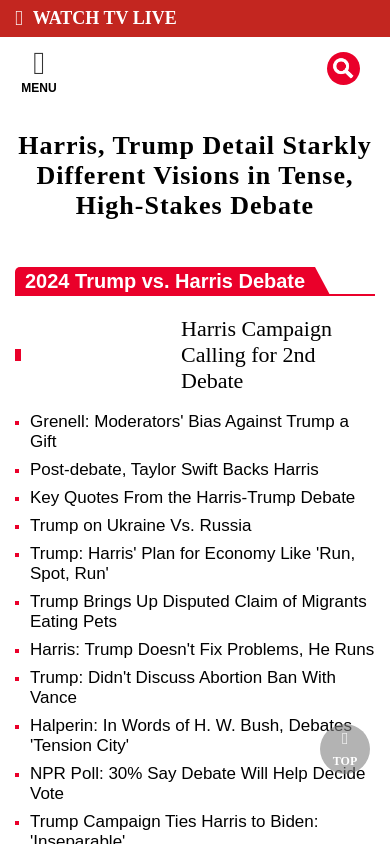 WATCH TV LIVE
MENU
Harris, Trump Detail Starkly
Different Visions in Tense,
High-Stakes Debate
2024 Trump vs. Harris Debate
Harris Campaign
Calling for 2nd
Debate
Grenell: Moderators' Bias Against Trump a
Gift
Post-debate, Taylor Swift Backs Harris
Key Quotes From the Harris-Trump Debate
Trump on Ukraine Vs. Russia
Trump: Harris' Plan for Economy Like 'Run,
Spot, Run'
Trump Brings Up Disputed Claim of Migrants
Eating Pets
Harris: Trump Doesn't Fix Problems, He Runs
Trump: Didn't Discuss Abortion Ban With
Vance
Halperin: In Words of H. W. Bush, Debates
'Tension City'
NPR Poll: 30% Say Debate Will Help Decide
Vote
TOP
Trump Campaign Ties Harris to Biden:
'Inseparable'